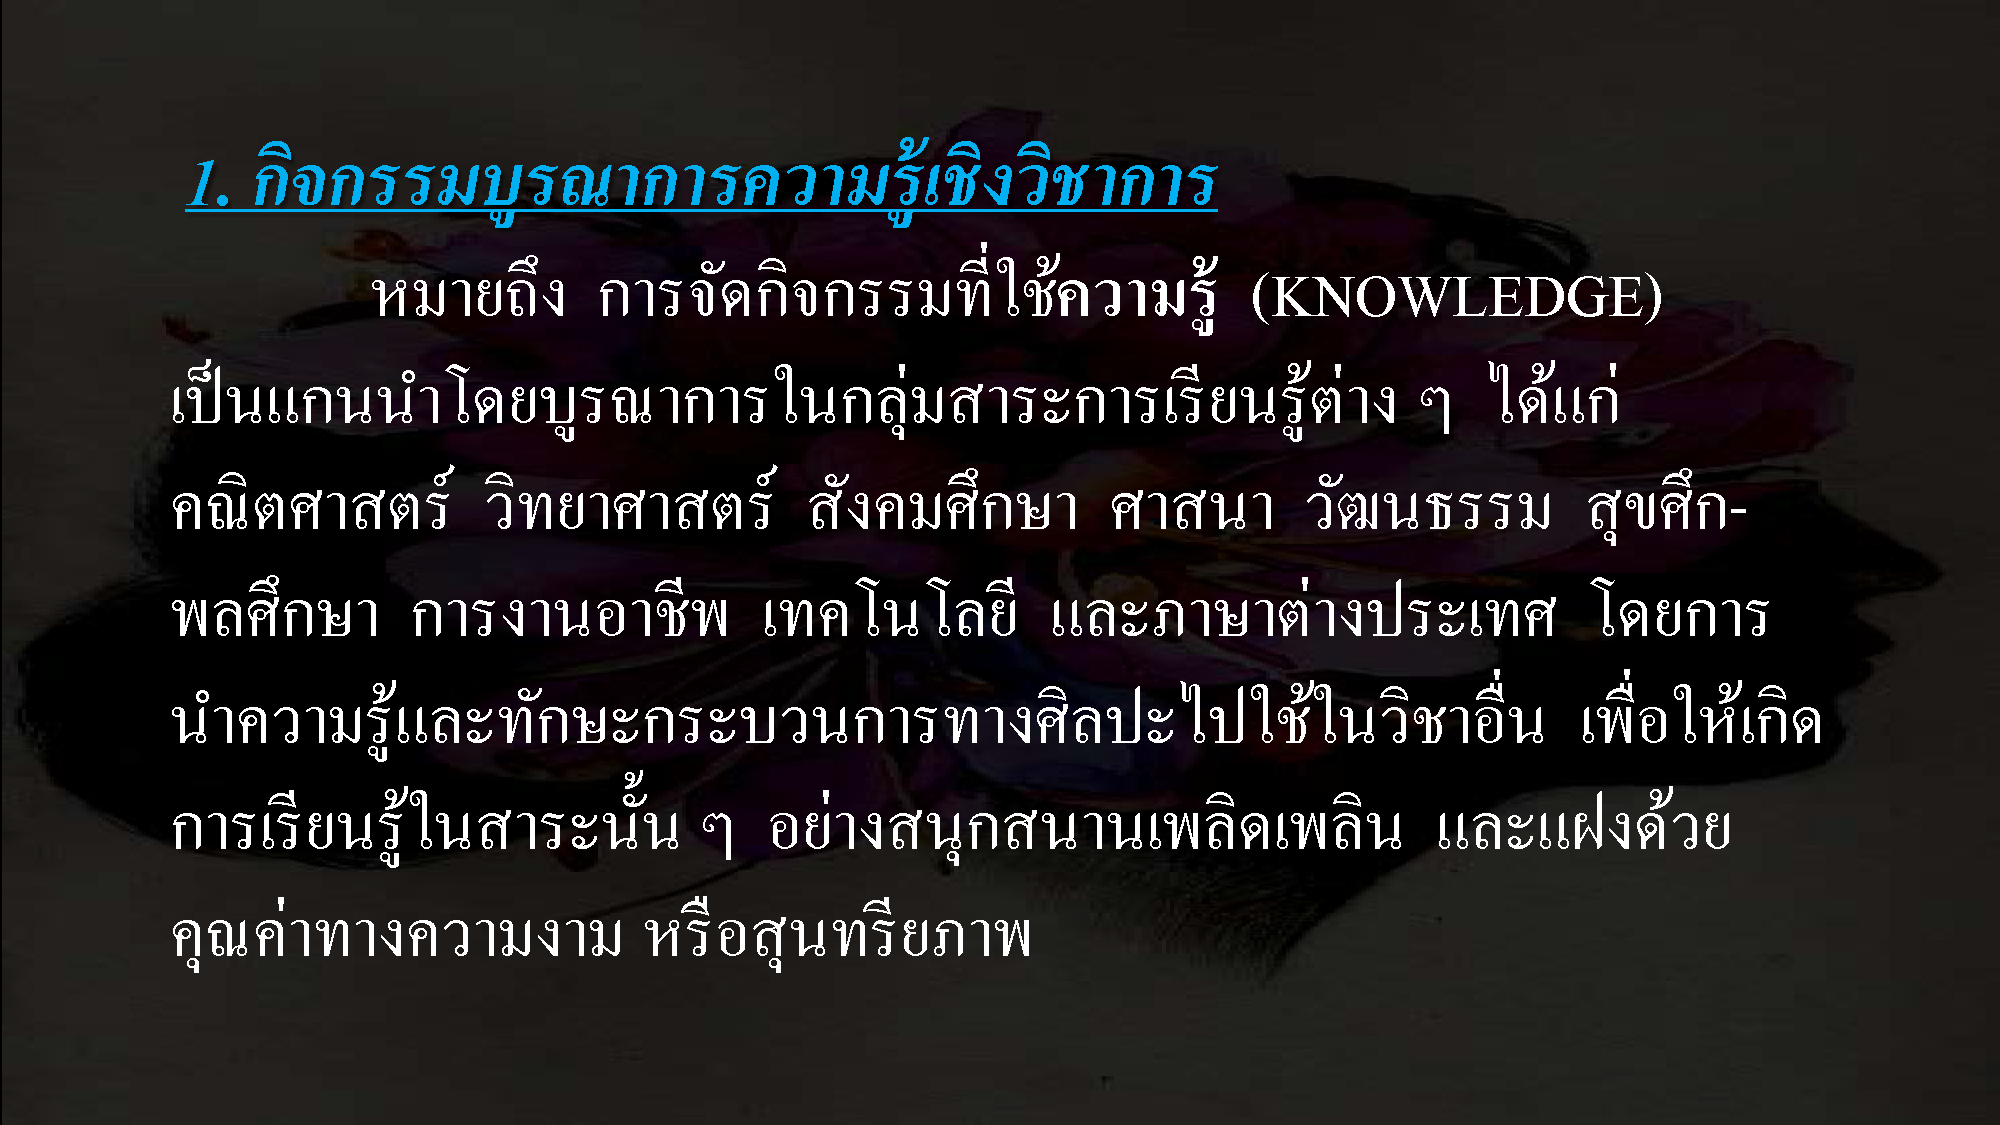 1. กิจกรรมบูรณาการความรู้เชิงวิชาการ
หมายถึง การจัดกิจกรรมที่ใช้ความรู้ (KNOWLEDGE)
เป็นแกนนำโดยบูรณาการในกลุ่มสาระการเรียนรู้ต่าง ๆ ได้แก่
คณิตศาสตร์ วิทยาศาสตร์ สังคมศึกษา ศาสนา วัฒนธรรม สุขศึก-
พลศึกษา การงานอาชีพ เทคโนโลยี และภาษาต่างประเทศ โดยการ
นำความรู้และทักษะกระบวนการทางศิลปะไปใช้ในวิชาอื่น เพื่อให้เกิด
การเรียนรู้ในสาระนั้น ๆ อย่างสนุกสนานเพลิดเพลิน และแฝงด้วย
คุณค่าทางความงาม หรือสุนทรียภาพ